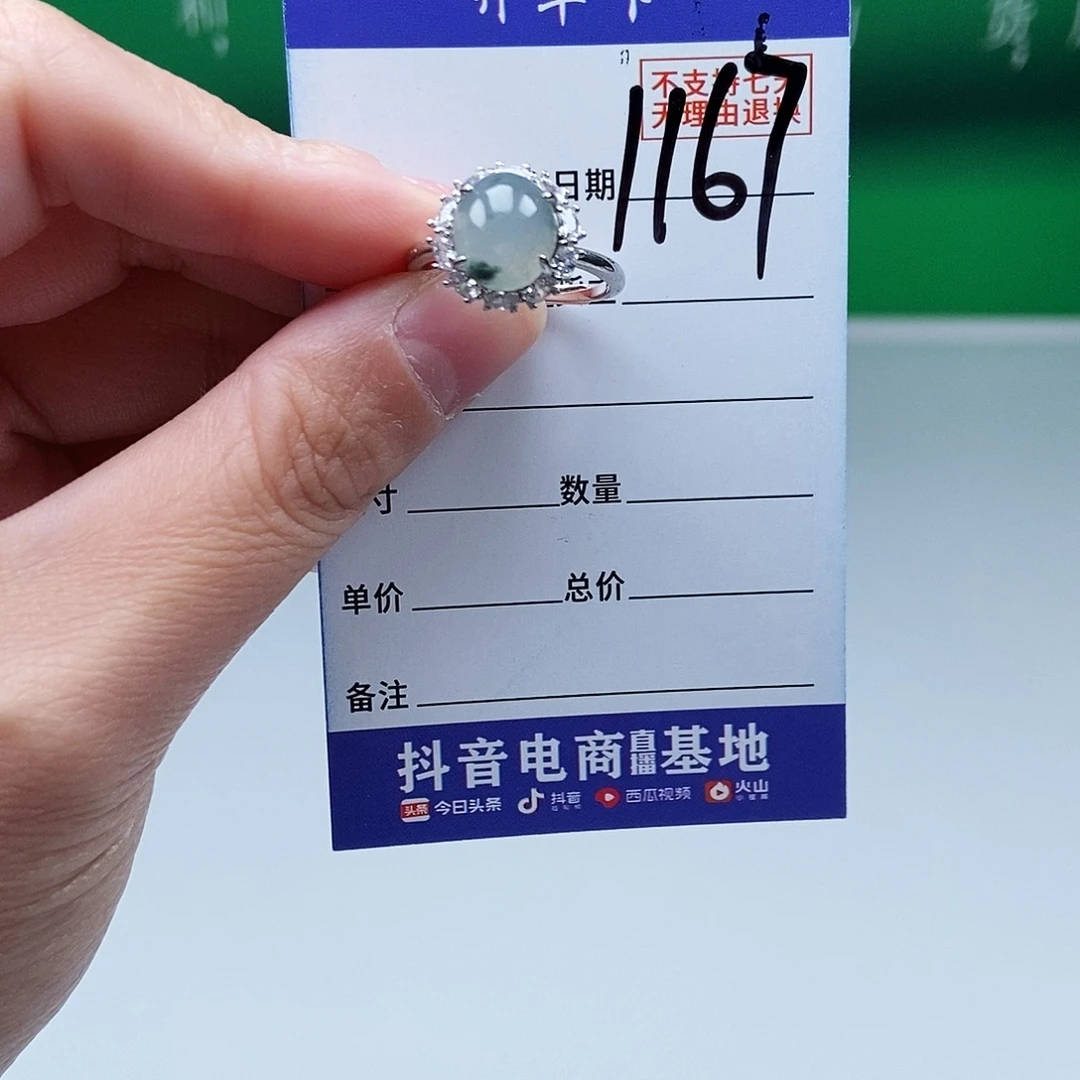 1167
不支持七天
无理由退换
日期
寸
数量
单价
总价
备注
抖音电商直播基地
今日头条 抖音 西瓜视频 火山